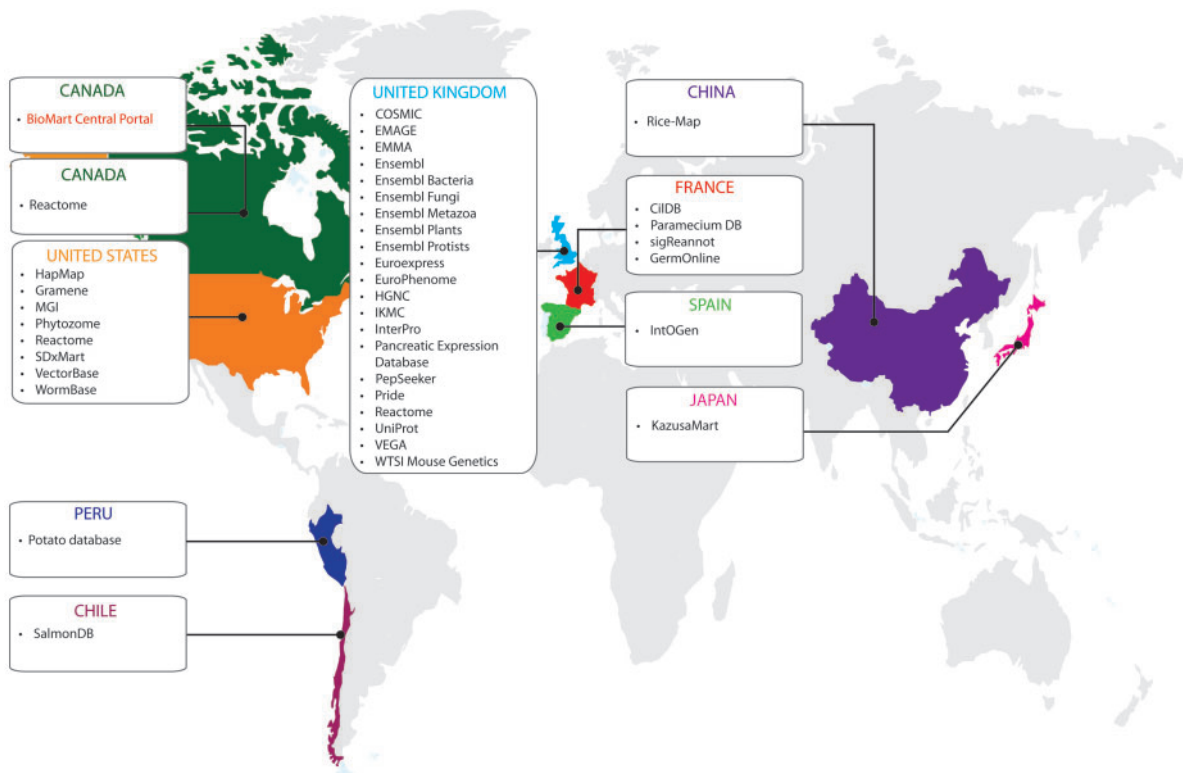 CANADA
• BioMart Central Portal
CANADA
• Reactome
UNITED STATES
• HapMap
• Gramene
• MGI
• Phytozome
• Reactome
• SDxMart
• VectorBase
• WormBase
PERU
• Potato database
CHILE
• SalmonDB
UNITED KINGDOM
• COSMIC
• EMAGE
• EMMA
• Ensembl
• Ensembl Bacteria
• Ensembl Fungi
• Ensembl Metazoa
• Ensembl Plants
• Ensembl Protists
• Euroexpress
• EuroPhenome
• HGNC
• IKMC
• InterPro
• Pancreatic Expression
Database
• PepSeeker
• Pride
• Reactome
• UniProt
• VEGA
• WTSI Mouse Genetics
CHINA
• Rice-Map
FRANCE
• CilDB
• Paramecium DB
• sigReannot
• GermOnline
SPAIN
• IntOGen
JAPAN
• KazusaMart